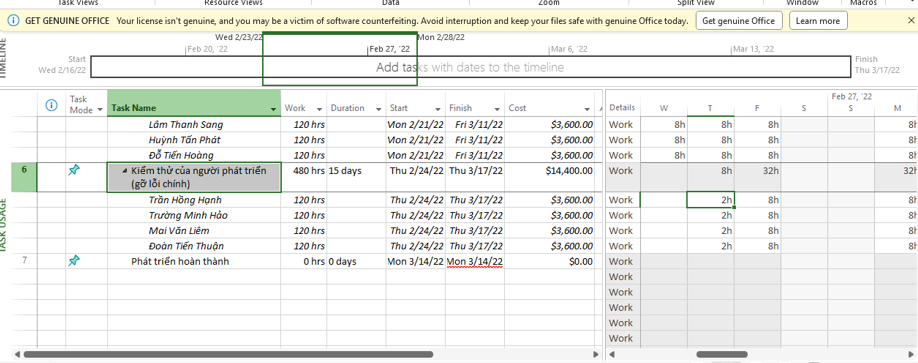 Task Views Resource Views Data Zoom Split View Window Macros
GET GENUINE OFFICE Your license isn't genuine, and you may be a victim of software counterfeiting. Avoid interruption and keep your files safe with genuine Office today. Get genuine Office Learn more
Wed 2/23/22 Mon 2/28/22
Feb 20, '22 Feb 27, '22 Mar 6, '22 Mar 13, '22
TIMELINE
Start
Wed 2/16/22
Add tasks with dates to the timeline
Finish
Thu 3/17/22
TASK USAGE
Task Mode Task Name Work Duration Start Finish Cost Details W T F S S M
Feb 27, '22
Lâm Thanh Sang 120 hrs Mon 2/21/22 Fri 3/11/22 $3,600.00 Work 8h 8h 8h 8h
Huỳnh Tấn Phát 120 hrs Mon 2/21/22 Fri 3/11/22 $3,600.00 Work 8h 8h 8h 8h
Đỗ Tiến Hoàng 120 hrs Mon 2/21/22 Fri 3/11/22 $3,600.00 Work 8h 8h 8h 8h
6 Kiểm thử của người phát triển (gỡ lỗi chính) 480 hrs 15 days Thu 2/24/22 Thu 3/17/22 $14,400.00 Work 8h 32h 32h
Trần Hồng Hạnh 120 hrs Thu 2/24/22 Thu 3/17/22 $3,600.00 Work 2h 8h 8h
Trường Minh Hảo 120 hrs Thu 2/24/22 Thu 3/17/22 $3,600.00 Work 2h 8h 8h
Mai Văn Liêm 120 hrs Thu 2/24/22 Thu 3/17/22 $3,600.00 Work 2h 8h 8h
Đoàn Tiến Thuận 120 hrs Thu 2/24/22 Thu 3/17/22 $3,600.00 Work 2h 8h 8h
7 Phát triển hoàn thành 0 hrs 0 days Mon 3/14/22 Mon 3/14/22 $0.00 Work
Work
Work
Work
Work
Work